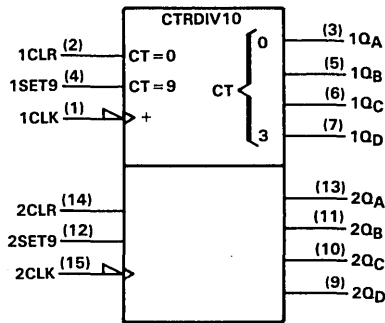 CTRDIV10
1CLR (2) CT=0 0 (3) 1QA
1SET9 (4) CT=9 CT (5) 1QB
1CLK (1) + (6) 1QC
3 (7) 1QD
2CLR (14) (13) 2QA
2SET9 (12) (11) 2QB
2CLK (15) (10) 2QC
(9) 2QD